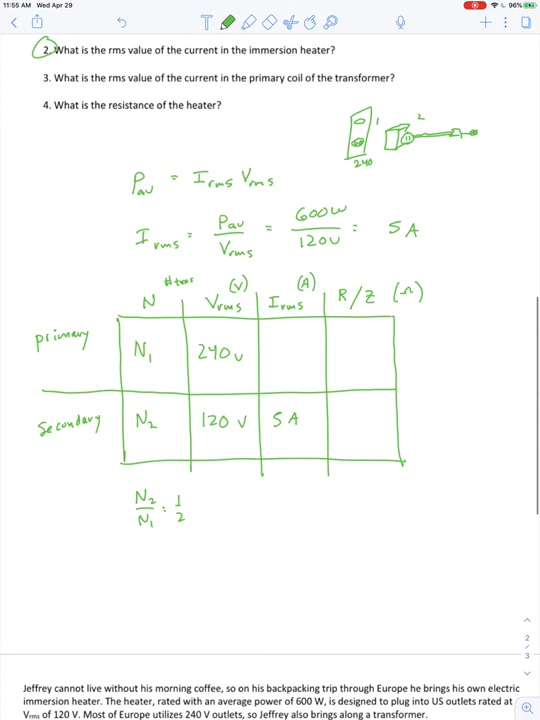 11:55 AM Wed Apr 29
96%
2. What is the rms value of the current in the immersion heater?
3. What is the rms value of the current in the primary coil of the transformer?
4. What is the resistance of the heater?
1
2
240
Pav = Irms Vrms
Irms = Pav / Vrms = 600W / 120V = 5 A
N #turns Vrms (V) Irms (A) R/Z (Ω)
primary N1 240 V
Secondary N2 120 V 5 A
N2 / N1 = 1 / 2
2 / 3
Jeffrey cannot live without his morning coffee, so on his backpacking trip through Europe he brings his own electric
immersion heater. The heater, rated with an average power of 600 W, is designed to plug into US outlets rated at
Vrms of 120 V. Most of Europe utilizes 240 V outlets, so Jeffrey also brings along a transformer.